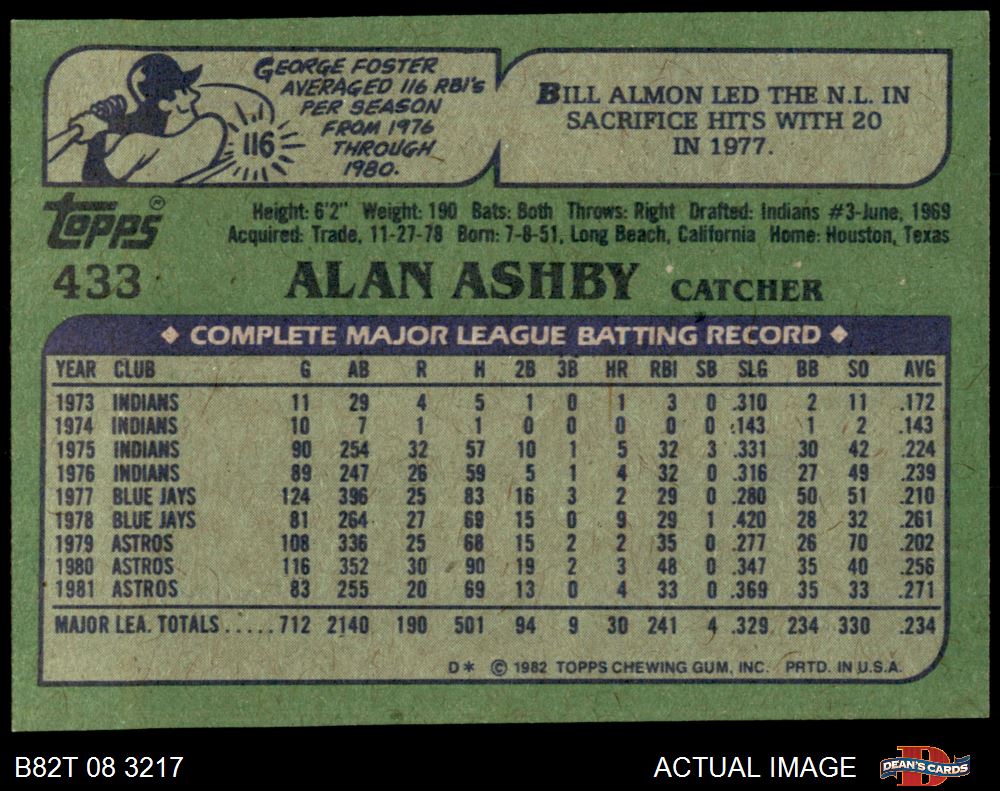 GEORGE FOSTER
AVERAGED 116 RBI'S
PER SEASON
FROM 1976
THROUGH
1980.
116
BILL ALMON LED THE N.L. IN
SACRIFICE HITS WITH 20
IN 1977.
TOPPS®
Height: 6'2" Weight: 190 Bats: Both Throws: Right Drafted: Indians #3-June, 1969
Acquired: Trade, 11-27-78 Born: 7-8-51, Long Beach, California Home: Houston, Texas
433 ALAN ASHBY CATCHER
◆ COMPLETE MAJOR LEAGUE BATTING RECORD ◆
YEAR CLUB G AB R H 2B 3B HR RBI SB SLG BB SO AVG
1973 INDIANS 11 29 4 5 1 0 1 3 0 .310 2 11 .172
1974 INDIANS 10 7 1 1 0 0 0 0 0 .143 1 2 .143
1975 INDIANS 90 254 32 57 10 1 5 32 3 .331 30 42 .224
1976 INDIANS 89 247 26 59 5 1 4 32 0 .316 27 49 .239
1977 BLUE JAYS 124 396 25 83 16 3 2 29 0 .280 50 51 .210
1978 BLUE JAYS 81 264 27 69 15 0 9 29 1 .420 28 32 .261
1979 ASTROS 108 336 25 68 15 2 2 35 0 .277 26 70 .202
1980 ASTROS 116 352 30 90 19 2 3 48 0 .347 35 40 .256
1981 ASTROS 83 255 20 69 13 0 4 33 0 .369 35 33 .271
MAJOR LEA. TOTALS.....712 2140 190 501 94 9 30 241 4 .329 234 330 .234
D* © 1982 TOPPS CHEWING GUM, INC. PRTD. IN U.S.A.
B82T 08 3217
ACTUAL IMAGE
D
DEAN'S CARDS